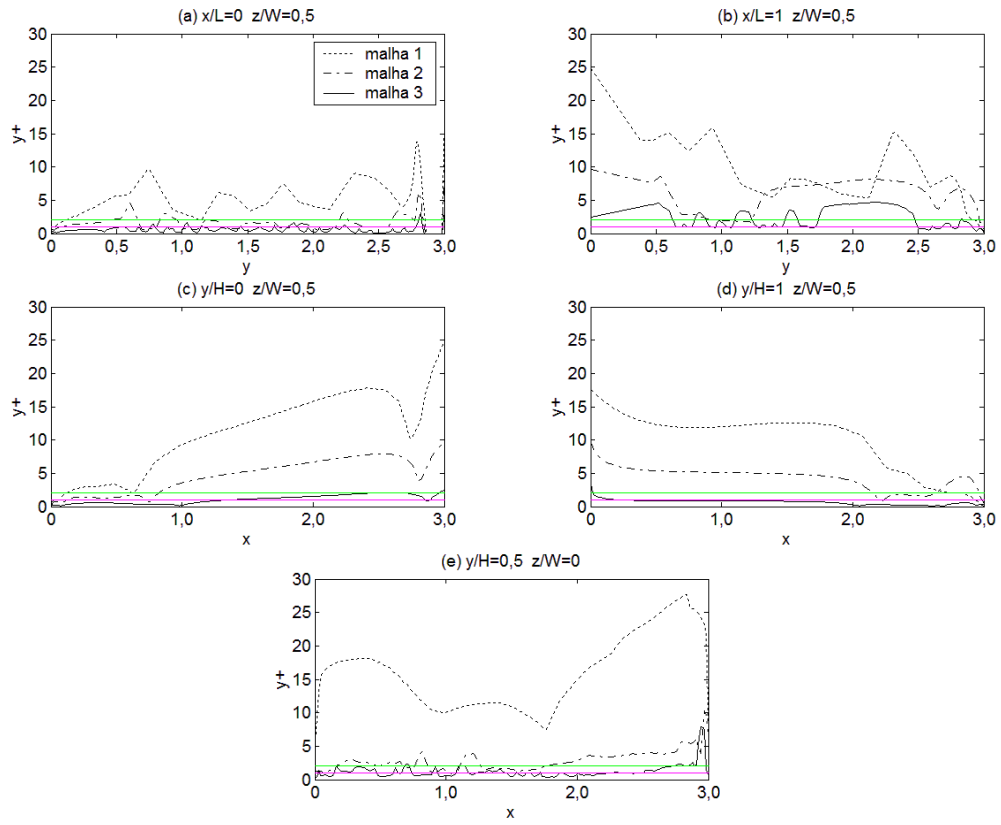 (a) x/L=0 z/W=0,5
30
25
20
15
10
5
0
y+
malha 1
malha 2
malha 3
0 0,5 1,0 1,5 2,0 2,5 3,0
y
(b) x/L=1 z/W=0,5
30
25
20
15
10
5
0
y+
0 0,5 1,0 1,5 2,0 2,5 3,0
y
(c) y/H=0 z/W=0,5
30
25
20
15
10
5
0
y+
0 1,0 2,0 3,0
x
(d) y/H=1 z/W=0,5
30
25
20
15
10
5
0
y+
0 1,0 2,0 3,0
x
(e) y/H=0,5 z/W=0
30
25
20
15
10
5
0
y+
0 1,0 2,0 3,0
x